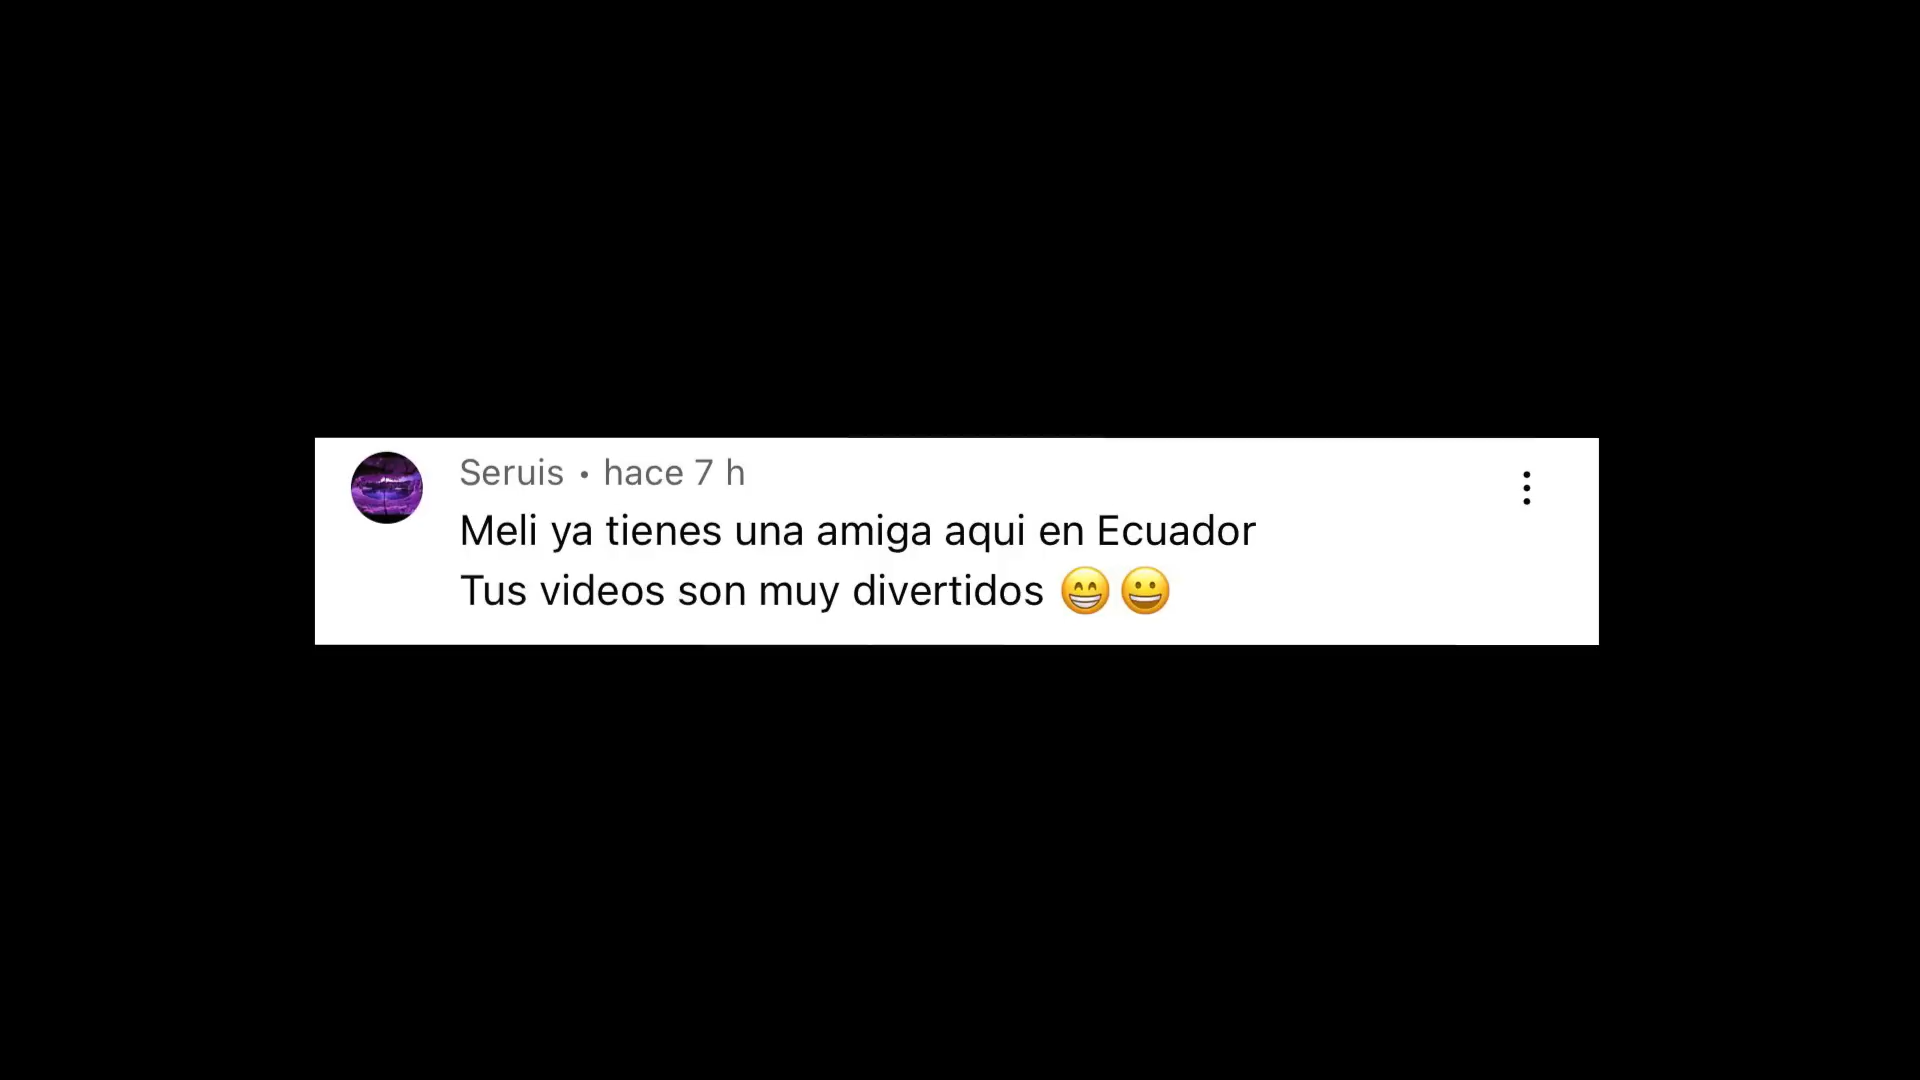 Seruis • hace 7 h
Meli ya tienes una amiga aqui en Ecuador
Tus videos son muy divertidos 😁😀